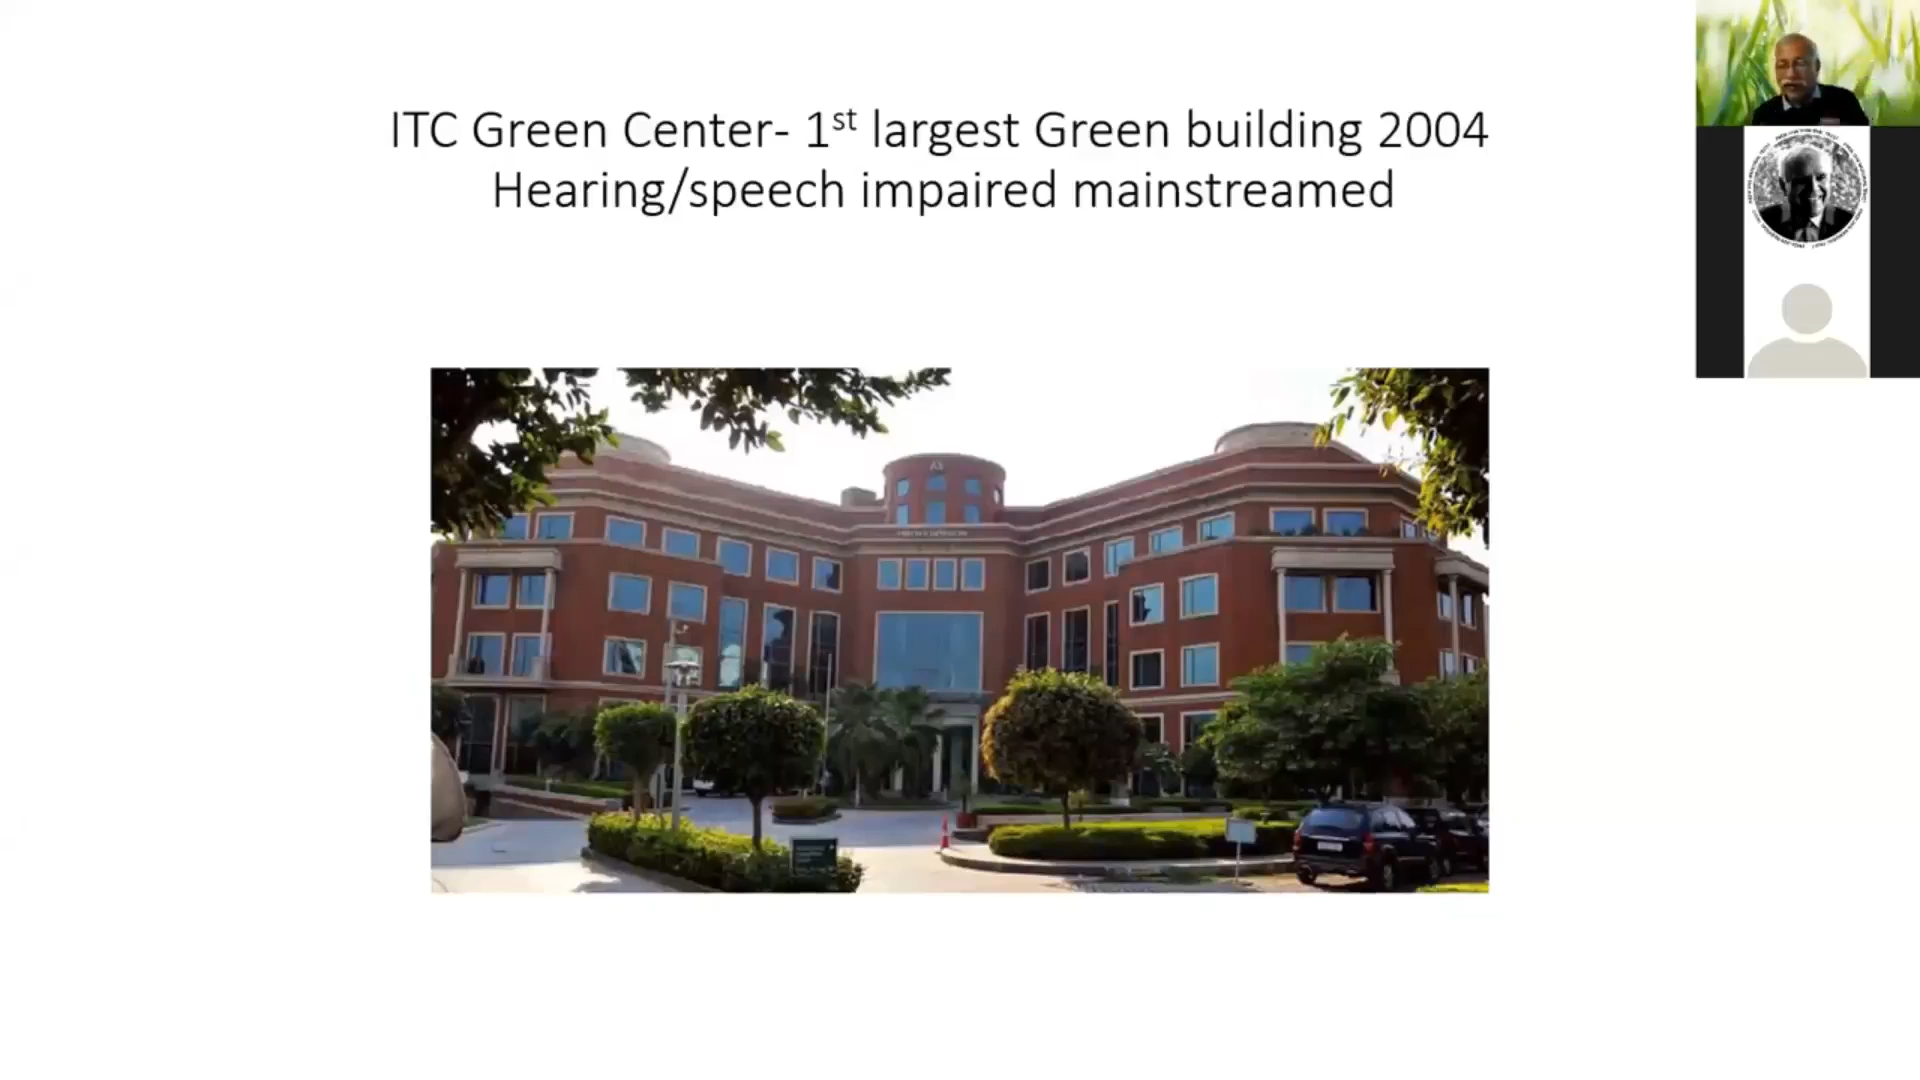 ITC Green Center- 1st largest Green building 2004
Hearing/speech impaired mainstreamed